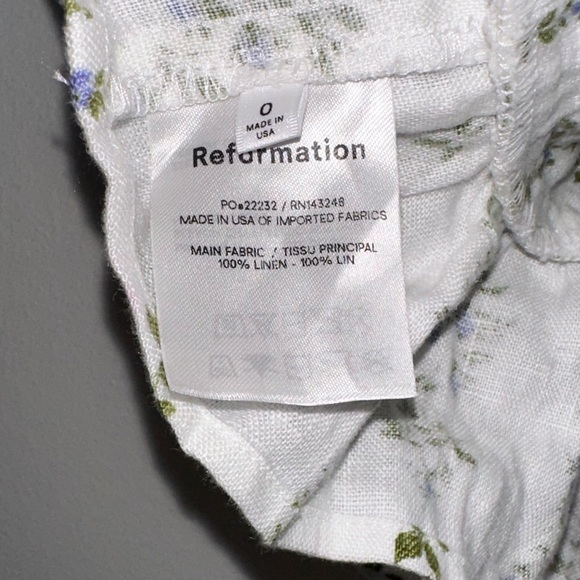 0
MADE IN
USA
Reformation
PO#22232 / RN143248
MADE IN USA OF IMPORTED FABRICS
MAIN FABRIC / TISSU PRINCIPAL
100% LINEN - 100% LIN